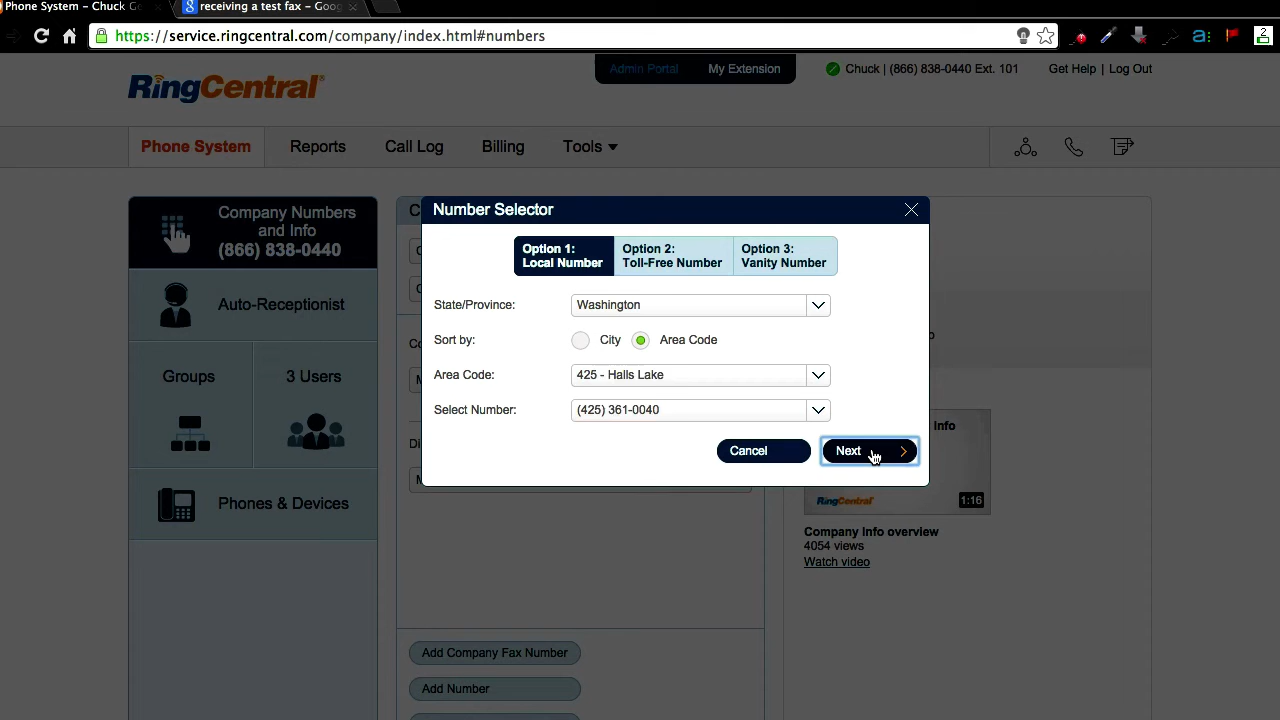 Phone System – Chuck Ge
receiving a test fax – Goog
https://service.ringcentral.com/company/index.html#numbers
a:
2
RingCentral®
Admin Portal
My Extension
Chuck | (866) 838-0440 Ext. 101
Get Help | Log Out
Phone System
Reports
Call Log
Billing
Tools
Company Numbers
and Info
(866) 838-0440
Auto-Receptionist
Groups
3 Users
Phones & Devices
Number Selector
Option 1:
Local Number
Option 2:
Toll-Free Number
Option 3:
Vanity Number
State/Province:
Washington
Sort by:
City
Area Code
Area Code:
425 - Halls Lake
Select Number:
(425) 361-0040
Cancel
Next
Info
RingCentral
1:16
Company Info overview
4054 views
Watch video
Add Company Fax Number
Add Number